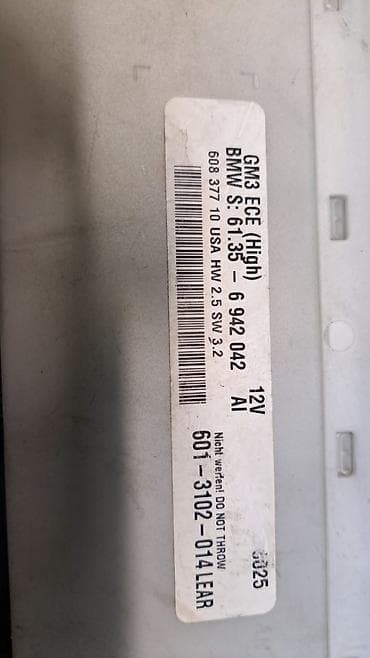 GM3 ECE (High) 12V
BMW S: 61.35 – 6 942 042 AI
608 377 10 USA HW 2.5 SW 3.2
Nicht werfen! DO NOT THROW
601–3102–014 LEAR